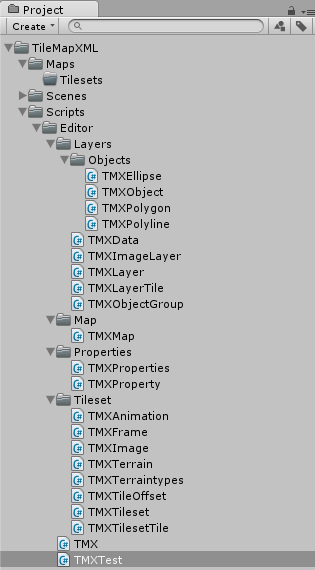 Project
Create
TileMapXML
Maps
Tilesets
Scenes
Scripts
Editor
Layers
Objects
TMXEllipse
TMXObject
TMXPolygon
TMXPolyline
TMXData
TMXImageLayer
TMXLayer
TMXLayerTile
TMXObjectGroup
Map
TMXMap
Properties
TMXProperties
TMXProperty
Tileset
TMXAnimation
TMXFrame
TMXImage
TMXTerrain
TMXTerraintypes
TMXTileOffset
TMXTileset
TMXTilesetTile
TMX
TMXTest